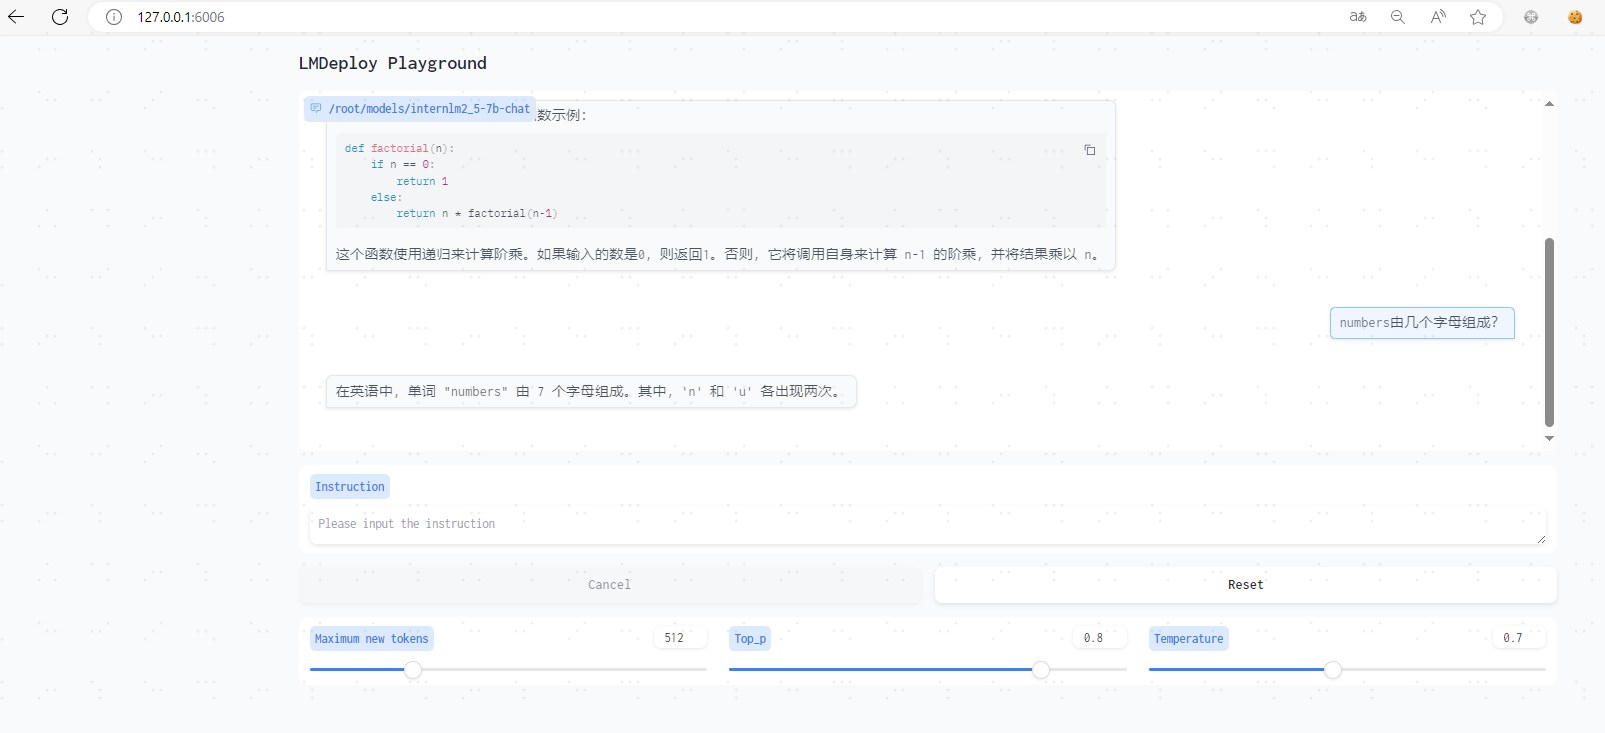 127.0.0.1:6006
LMDeploy Playground
/root/models/internlm2_5-7b-chat
数示例：
def factorial(n):
    if n == 0:
        return 1
    else:
        return n * factorial(n-1)
这个函数使用递归来计算阶乘。如果输入的数是0，则返回1。否则，它将调用自身来计算 n-1 的阶乘，并将结果乘以 n。
numbers由几个字母组成？
在英语中，单词 "numbers" 由 7 个字母组成。其中，'n' 和 'u' 各出现两次。
Instruction
Please input the instruction
Cancel
Reset
Maximum new tokens 512
Top_p 0.8
Temperature 0.7